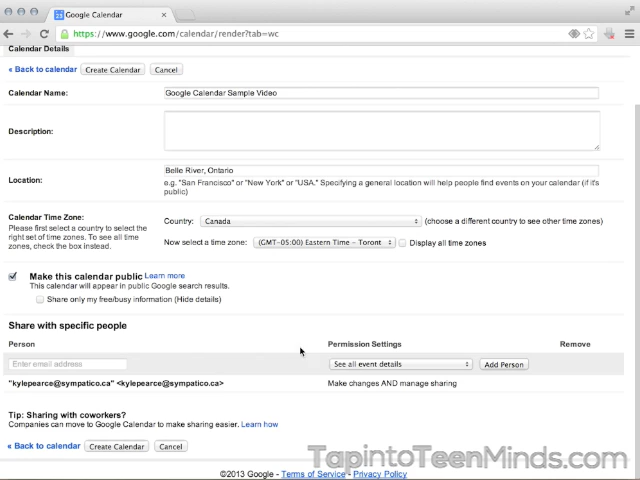 Google Calendar
https://www.google.com/calendar/render?tab=wc
Calendar Details
« Back to calendar Create Calendar Cancel
Calendar Name: Google Calendar Sample Video
Description:
Location: Belle River, Ontario
e.g. "San Francisco" or "New York" or "USA." Specifying a general location will help people find events on your calendar (if it's
public)
Calendar Time Zone:
Please first select a country to select the
right set of time zones. To see all time
zones, check the box instead.
Country: Canada (choose a different country to see other time zones)
Now select a time zone: (GMT-05:00) Eastern Time - Toront Display all time zones
Make this calendar public Learn more
This calendar will appear in public Google search results.
Share only my free/busy information (Hide details)
Share with specific people
Person Permission Settings Remove
Enter email address See all event details Add Person
"kylepearce@sympatico.ca" <kylepearce@sympatico.ca> Make changes AND manage sharing
Tip: Sharing with coworkers?
Companies can move to Google Calendar to make sharing easier. Learn how
« Back to calendar Create Calendar Cancel
TapintoTeenMinds.com
©2013 Google - Terms of Service - Privacy Policy